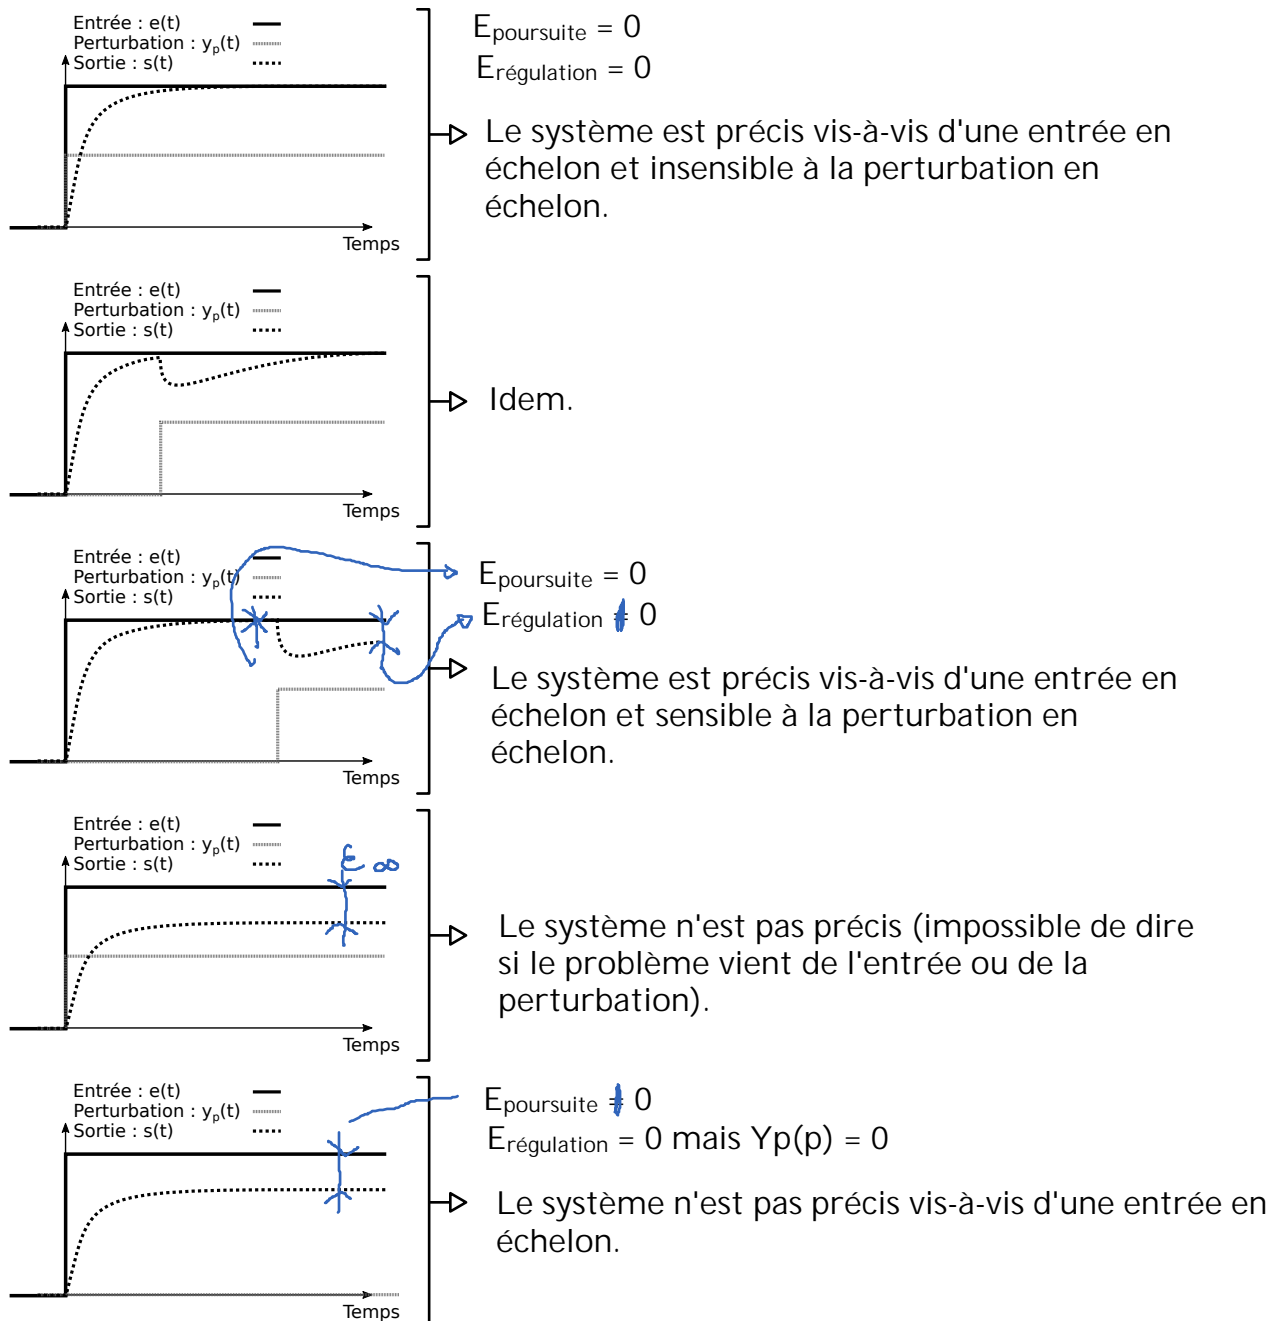 Entrée : e(t)
Perturbation : yp(t)
Sortie : s(t)
Temps
Epoursuite = 0
Erégulation = 0
Le système est précis vis-à-vis d'une entrée en
échelon et insensible à la perturbation en
échelon.
Entrée : e(t)
Perturbation : yp(t)
Sortie : s(t)
Temps
Idem.
Entrée : e(t)
Perturbation : yp(t)
Sortie : s(t)
Temps
Epoursuite = 0
Erégulation ≠ 0
Le système est précis vis-à-vis d'une entrée en
échelon et sensible à la perturbation en
échelon.
Entrée : e(t)
Perturbation : yp(t)
Sortie : s(t)
Temps
ε∞
Le système n'est pas précis (impossible de dire
si le problème vient de l'entrée ou de la
perturbation).
Entrée : e(t)
Perturbation : yp(t)
Sortie : s(t)
Temps
Epoursuite ≠ 0
Erégulation = 0 mais Yp(p) = 0
Le système n'est pas précis vis-à-vis d'une entrée en
échelon.